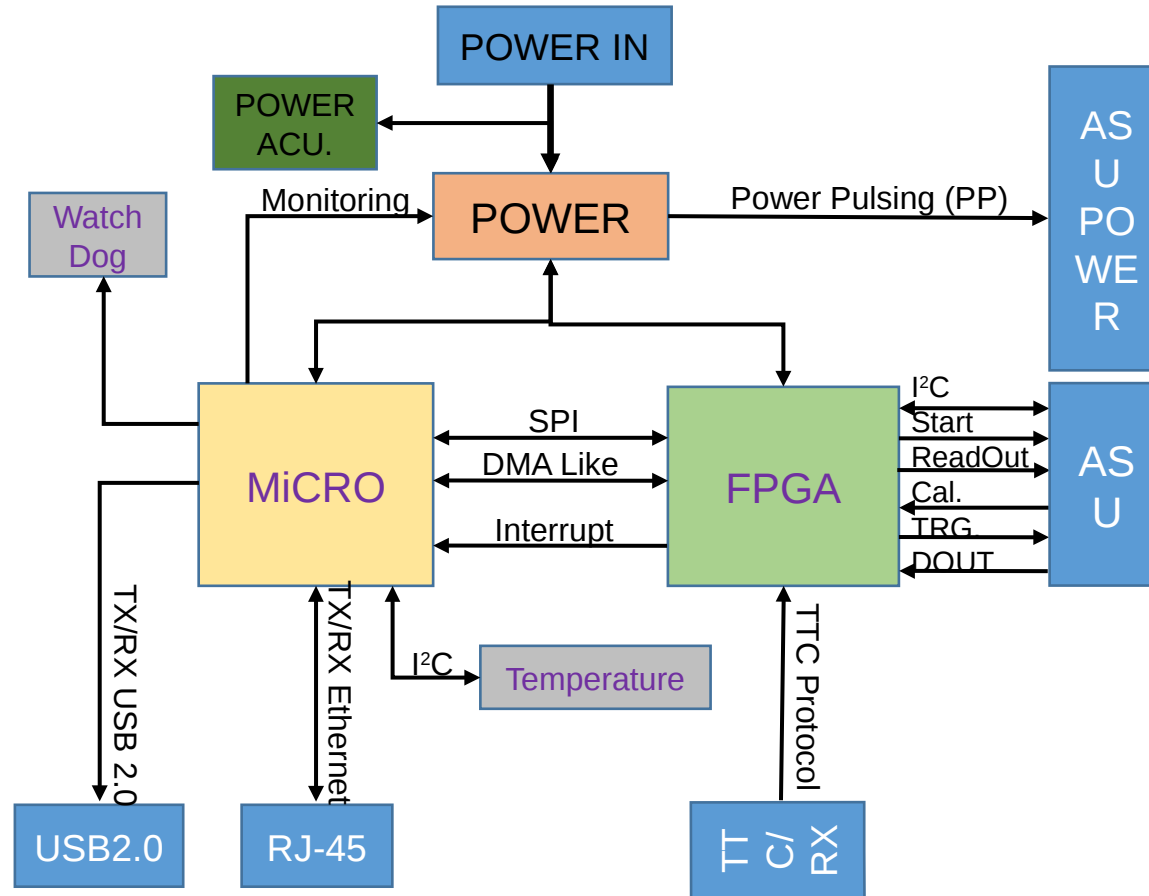 POWER IN
POWER
ACU.
AS
U
PO
WE
R
Monitoring
POWER
Power Pulsing (PP)
Watch
Dog
MiCRO
SPI
DMA Like
Interrupt
FPGA
I²C
Start
ReadOut
Cal.
TRG.
DOUT
AS
U
TX/RX USB 2.0
TX/RX Ethernet
I²C
Temperature
TTC Protocol
USB2.0
RJ-45
TT
C/
RX